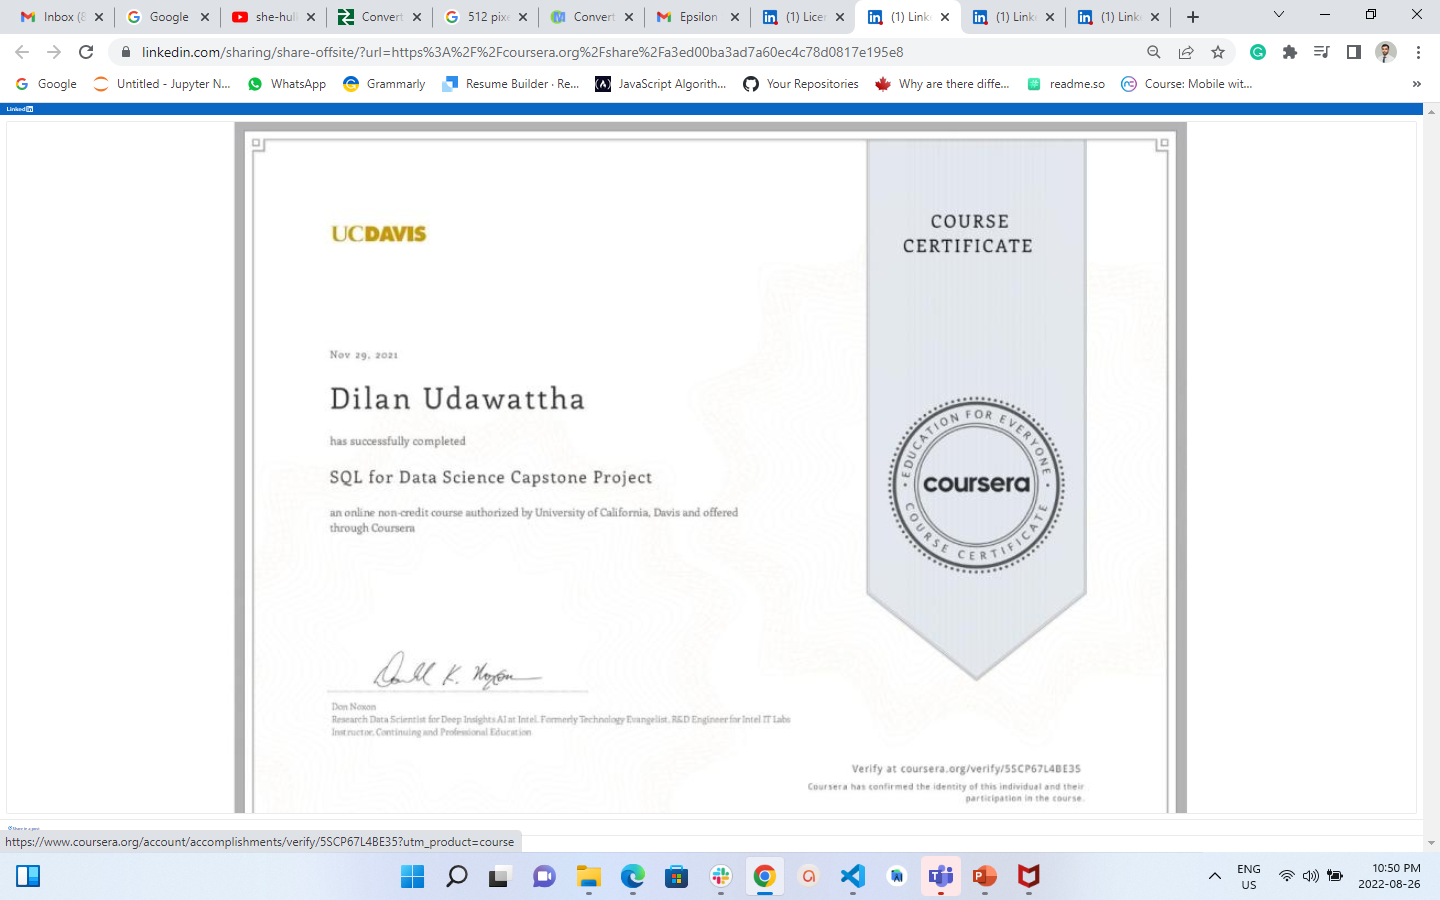 Inbox (8
Google
she-hul
Convert
512 pixe
Convert
Epsilon
(1) Licen
(1) Link
(1) Link
(1) Link
linkedin.com/sharing/share-offsite/?url=https%3A%2F%2Fcoursera.org%2Fshare%2Fa3ed00ba3ad7a60ec4c78d0817e195e8
Google
Untitled - Jupyter N...
WhatsApp
Grammarly
Resume Builder · Re...
JavaScript Algorith...
Your Repositories
Why are there diffe...
readme.so
Course: Mobile wit...
Linkedin
UCDAVIS
COURSE
CERTIFICATE
Nov 29, 2021
Dilan Udawattha
has successfully completed
SQL for Data Science Capstone Project
an online non-credit course authorized by University of California, Davis and offered
through Coursera
EDUCATION FOR EVERYONE
coursera
COURSE CERTIFICATE
Don Noxon
Research Data Scientist for Deep Insights AI at Intel. Formerly Technology Evangelist, R&D Engineer for Intel IT Labs
Instructor, Continuing and Professional Education
Verify at coursera.org/verify/5SCP67L4BE35
Coursera has confirmed the identity of this individual and their
participation in the course.
Share in a post
https://www.coursera.org/account/accomplishments/verify/5SCP67L4BE35?utm_product=course
ENG
US
10:50 PM
2022-08-26